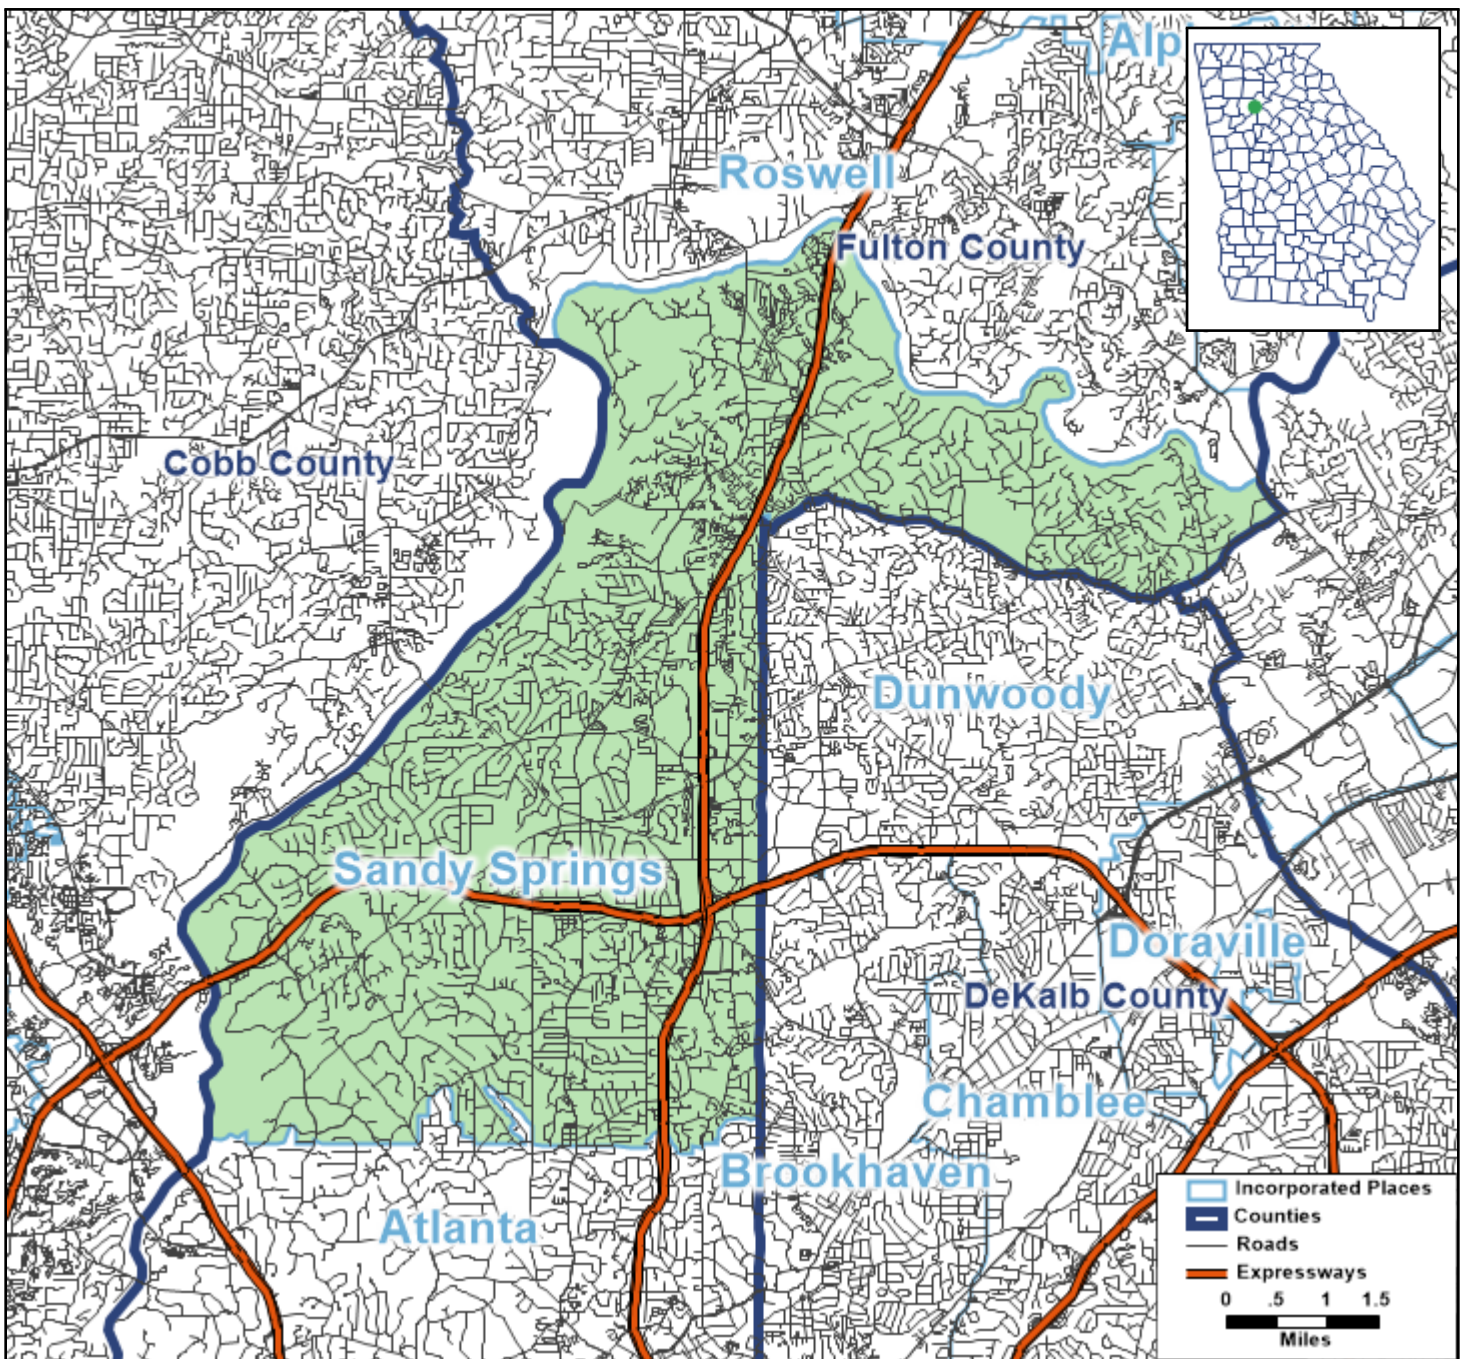 Alp
Roswell
Fulton County
Cobb County
Dunwoody
Sandy Springs
Doraville
DeKalb County
Chamblee
Brookhaven
Atlanta
Incorporated Places
Counties
Roads
Expressways
0 .5 1 1.5
Miles